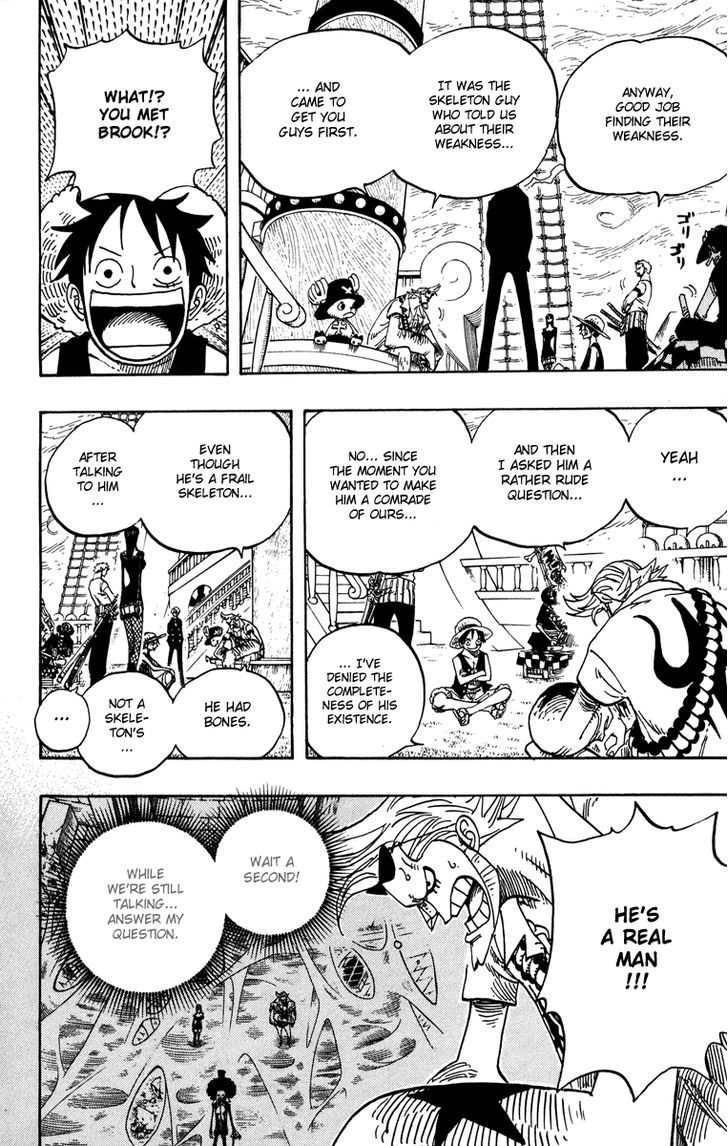 ANYWAY,
GOOD JOB
FINDING THEIR
WEAKNESS.
IT WAS THE
SKELETON GUY
WHO TOLD US
ABOUT THEIR
WEAKNESS...
... AND
CAME TO
GET YOU
GUYS FIRST.
ゴリ
ゴリ
WHAT!?
YOU MET
BROOK!?
YEAH
...
AND THEN
I ASKED HIM A
RATHER RUDE
QUESTION...
NO... SINCE
THE MOMENT YOU
WANTED TO MAKE
HIM A COMRADE
OF OURS...
... I'VE
DENIED THE
COMPLETE-
NESS OF HIS
EXISTENCE.
EVEN
THOUGH
HE'S A FRAIL
SKELETON...
AFTER
TALKING
TO HIM
...
HE HAD
BONES.
NOT A
SKELE-
TON'S
...
...
HE'S
A REAL
MAN
!!!
WAIT A
SECOND!
WHILE
WE'RE STILL
TALKING...
ANSWER MY
QUESTION.